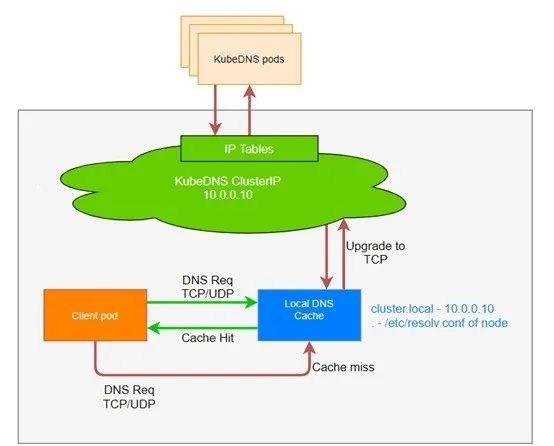 KubeDNS pods
IP Tables
KubeDNS ClusterIP
10.0.0.10
Upgrade to
TCP
DNS Req
TCP/UDP
Client pod
Local DNS
Cache
cluster.local - 10.0.0.10
. - /etc/resolv.conf of node
Cache Hit
Cache miss
DNS Req
TCP/UDP